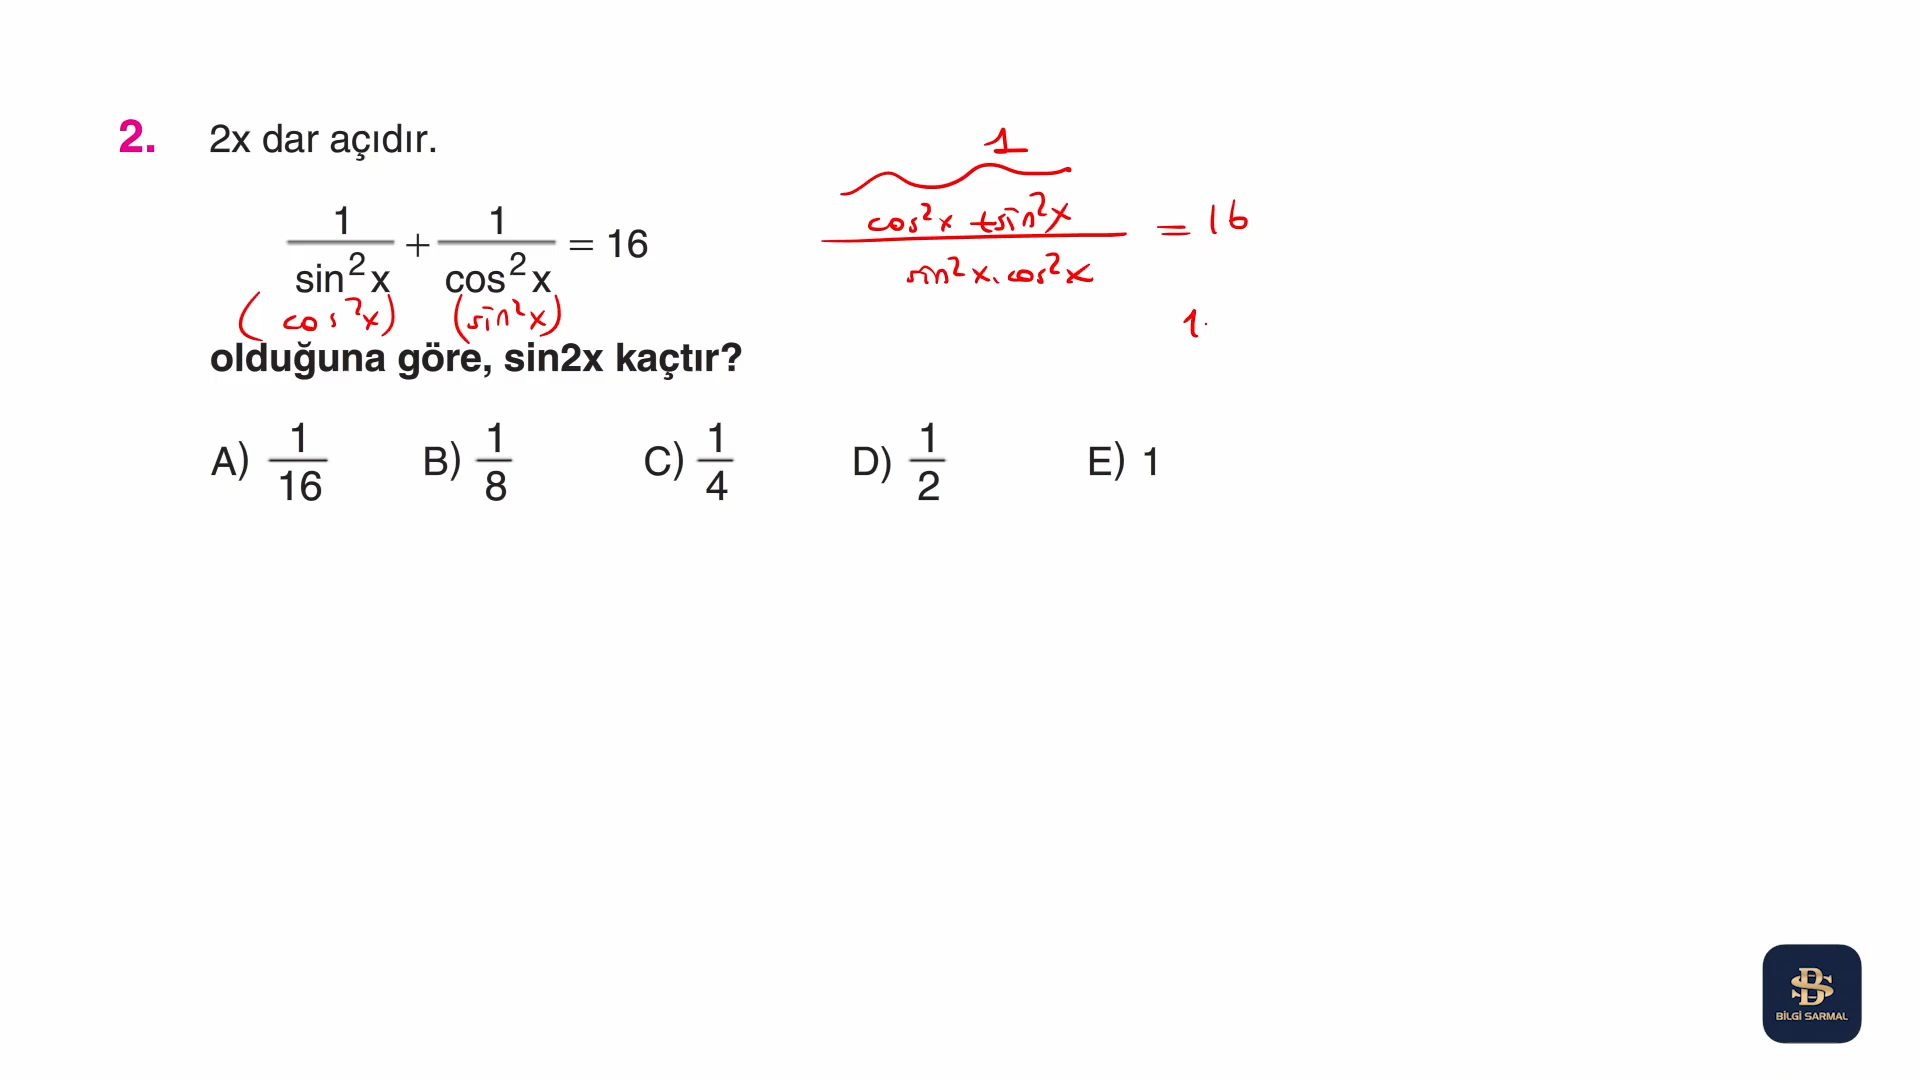 2. 2x dar açıdır.
1/sin²x + 1/cos²x = 16
(cos²x) (sin²x)
olduğuna göre, sin2x kaçtır?
A) 1/16 B) 1/8 C) 1/4 D) 1/2 E) 1
1
cos²x + sin²x / sin²x . cos²x = 16
1.
BİLGİ SARMAL